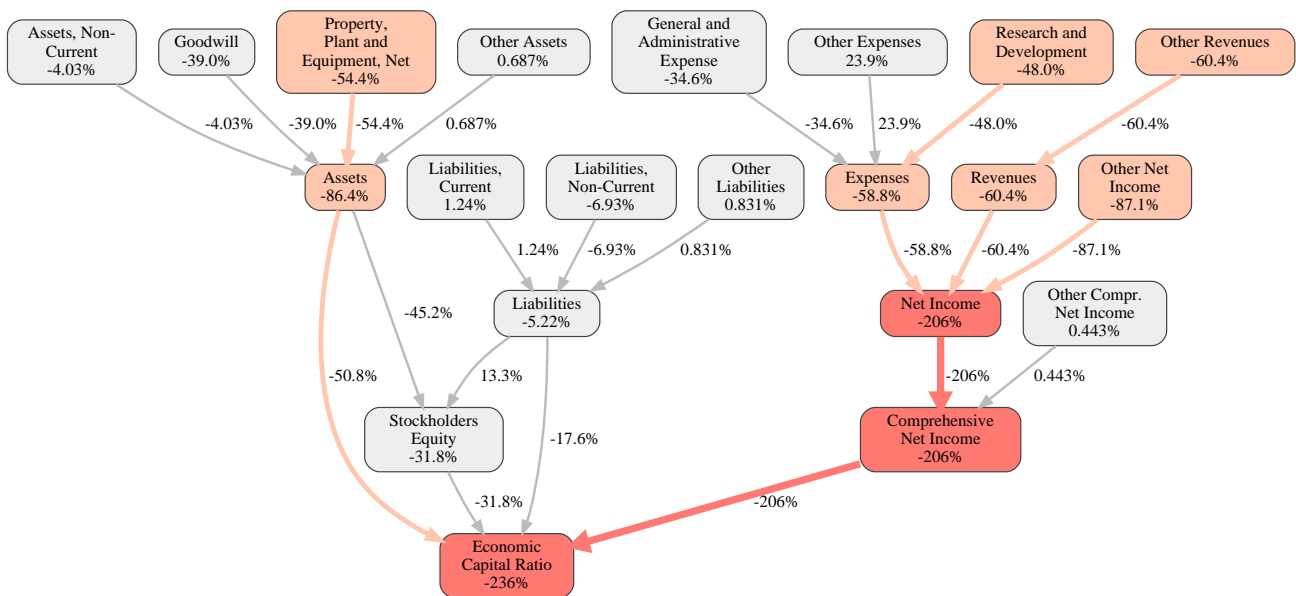 Assets, Non-
Current
-4.03%
Goodwill
-39.0%
Property,
Plant and
Equipment, Net
-54.4%
Other Assets
0.687%
General and
Administrative
Expense
-34.6%
Other Expenses
23.9%
Research and
Development
-48.0%
Other Revenues
-60.4%
-4.03%
-39.0%
-54.4%
0.687%
-34.6%
23.9%
-48.0%
-60.4%
Assets
-86.4%
Liabilities,
Current
1.24%
Liabilities,
Non-Current
-6.93%
Other
Liabilities
0.831%
Expenses
-58.8%
Revenues
-60.4%
Other Net
Income
-87.1%
1.24%
-6.93%
0.831%
-58.8%
-60.4%
-87.1%
-45.2%
Liabilities
-5.22%
Net Income
-206%
Other Compr.
Net Income
0.443%
-50.8%
13.3%
-206%
0.443%
Stockholders
Equity
-31.8%
-17.6%
Comprehensive
Net Income
-206%
-31.8%
-206%
Economic
Capital Ratio
-236%